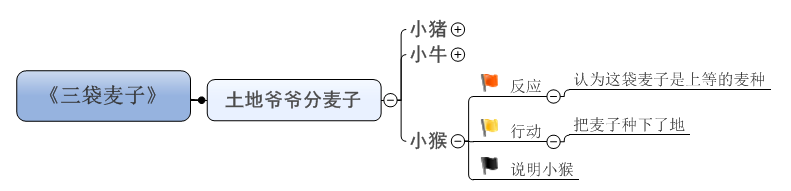 《三袋麦子》
土地爷爷分麦子
小猪
小牛
小猴
反应
认为这袋麦子是上等的麦种
行动
把麦子种下了地
说明小猴